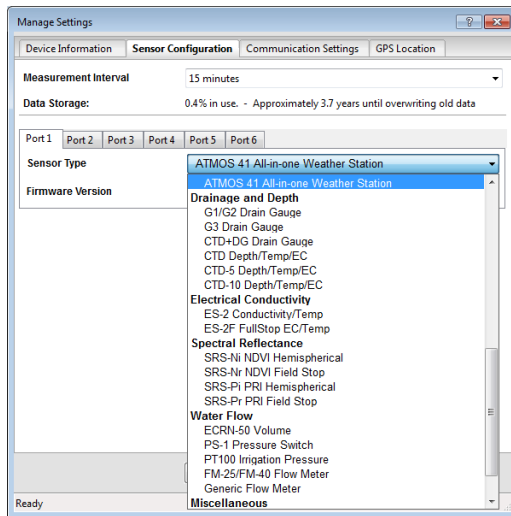 Manage Settings
Device Information Sensor Configuration Communication Settings GPS Location
Measurement Interval 15 minutes
Data Storage: 0.4% in use. - Approximately 3.7 years until overwriting old data
Port 1 Port 2 Port 3 Port 4 Port 5 Port 6
Sensor Type ATMOS 41 All-in-one Weather Station
Firmware Version
ATMOS 41 All-in-one Weather Station
Drainage and Depth
G1/G2 Drain Gauge
G3 Drain Gauge
CTD+DG Drain Gauge
CTD Depth/Temp/EC
CTD-5 Depth/Temp/EC
CTD-10 Depth/Temp/EC
Electrical Conductivity
ES-2 Conductivity/Temp
ES-2F FullStop EC/Temp
Spectral Reflectance
SRS-Ni NDVI Hemispherical
SRS-Nr NDVI Field Stop
SRS-Pi PRI Hemispherical
SRS-Pr PRI Field Stop
Water Flow
ECRN-50 Volume
PS-1 Pressure Switch
PT100 Irrigation Pressure
FM-25/FM-40 Flow Meter
Generic Flow Meter
Miscellaneous
Ready